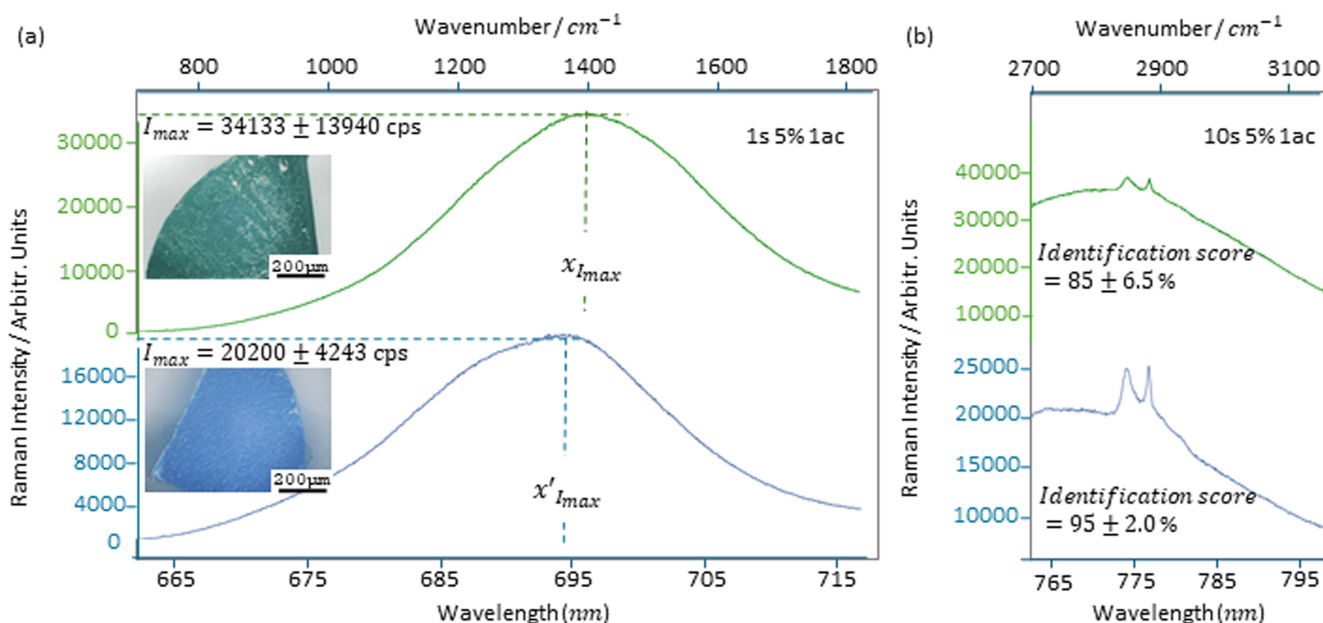 (a)
Wavenumber / cm⁻¹
800 1000 1200 1400 1600 1800
Raman Intensity / Arbitr. Units
30000
20000
10000
0
I_max = 34133 ± 13940 cps
1s 5% 1ac
200µm
x_I_max
16000
12000
8000
4000
0
I_max = 20200 ± 4243 cps
200µm
x'_I_max
665 675 685 695 705 715
Wavelength (nm)
(b)
Wavenumber / cm⁻¹
2700 2900 3100
Raman Intensity / Arbitr. Units
40000
30000
20000
10000
10s 5% 1ac
Identification score
= 85 ± 6.5 %
25000
20000
15000
10000
Identification score
= 95 ± 2.0 %
765 775 785 795
Wavelength (nm)